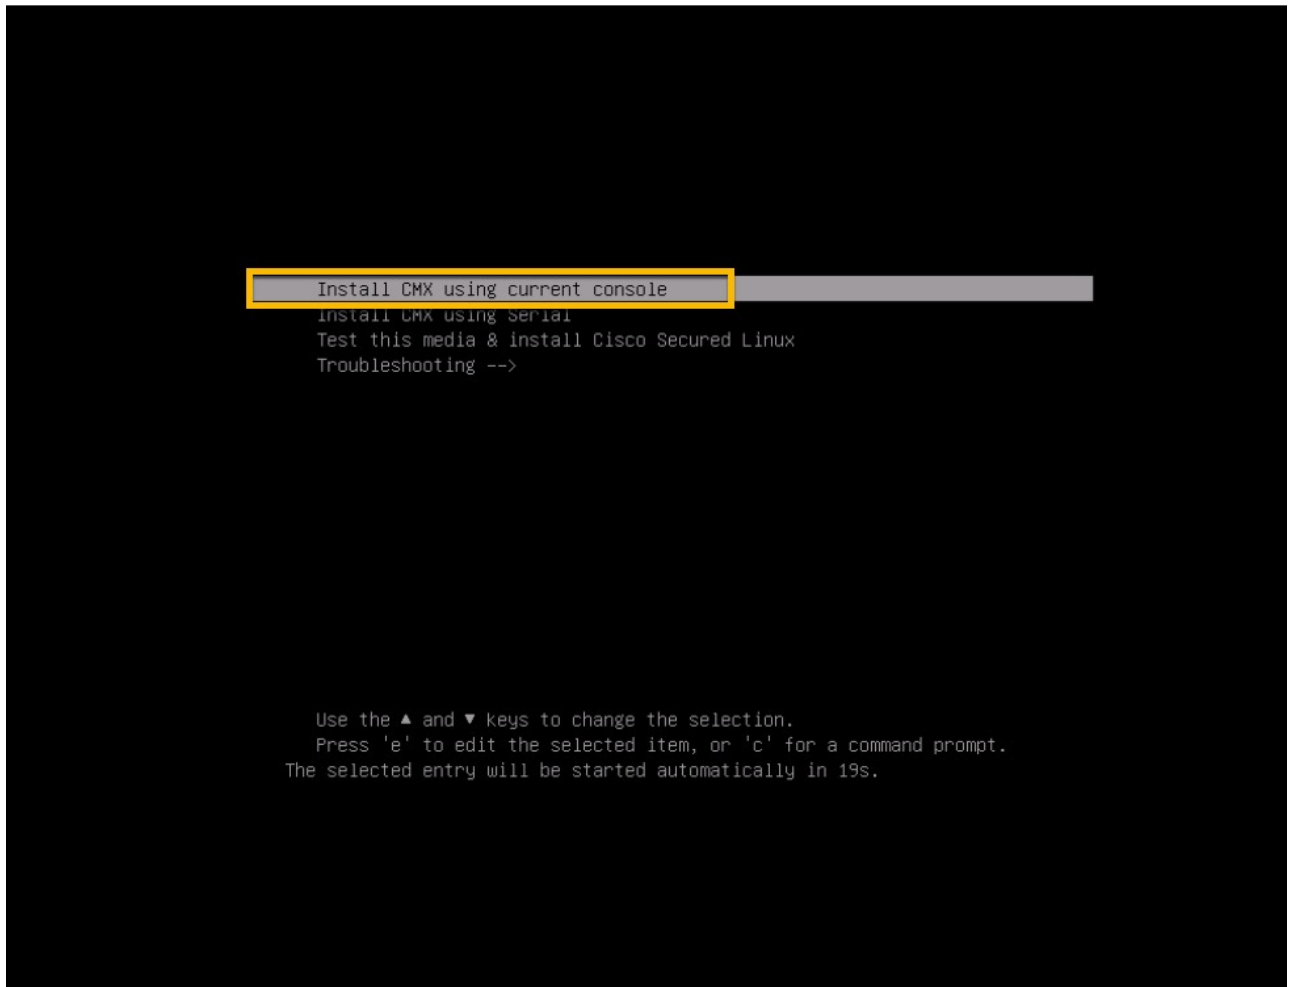 Install CMX using current console
Install CMX using Serial
Test this media & install Cisco Secured Linux
Troubleshooting -->
Use the ▲ and ▼ keys to change the selection.
Press 'e' to edit the selected item, or 'c' for a command prompt.
The selected entry will be started automatically in 19s.